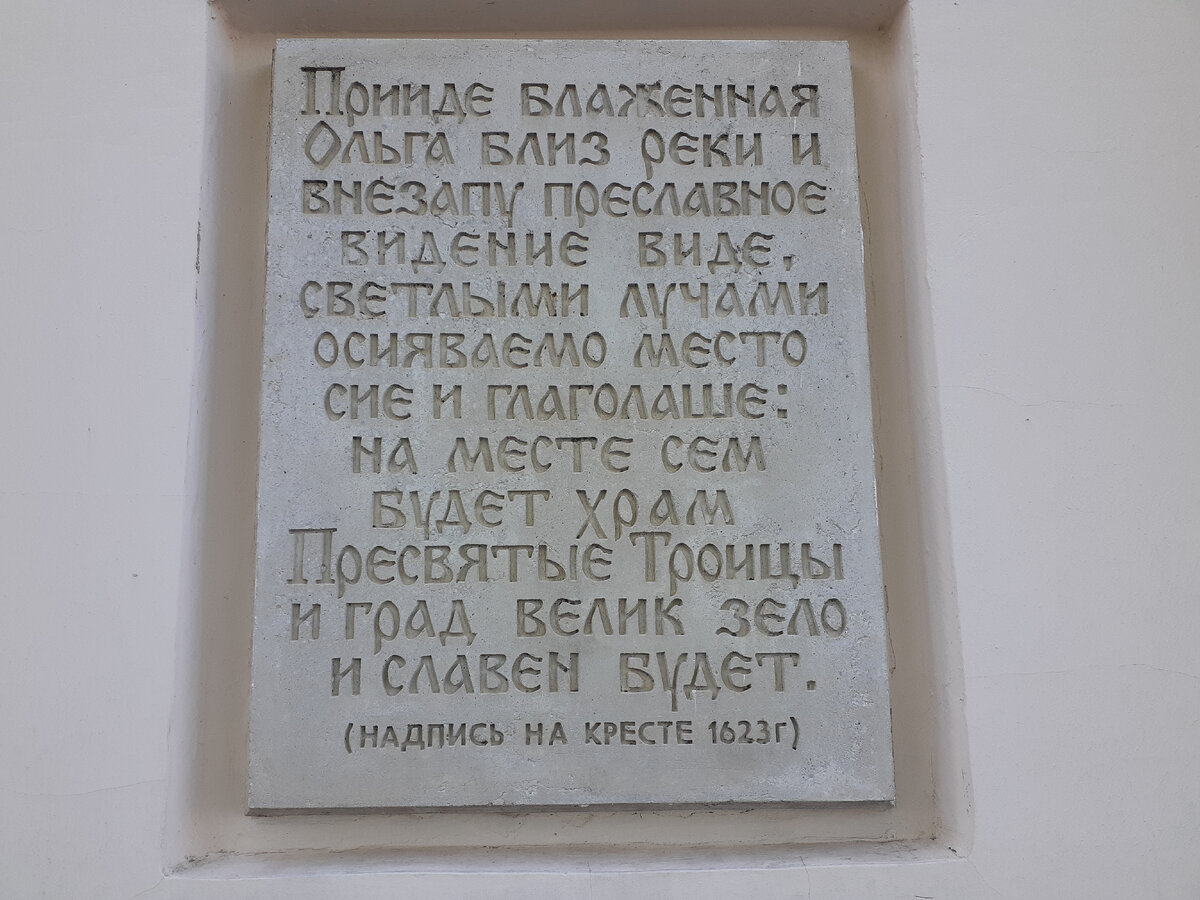 Прииде блаженная
Ольга близ реки и
внезапу преславное
видение виде,
светлыми лучами
осияваемо место
сие и глаголаше:
на месте сем
будет храм
Пресвятые Троицы
и град велик зело
и славен будет.
(надпись на кресте 1623г)